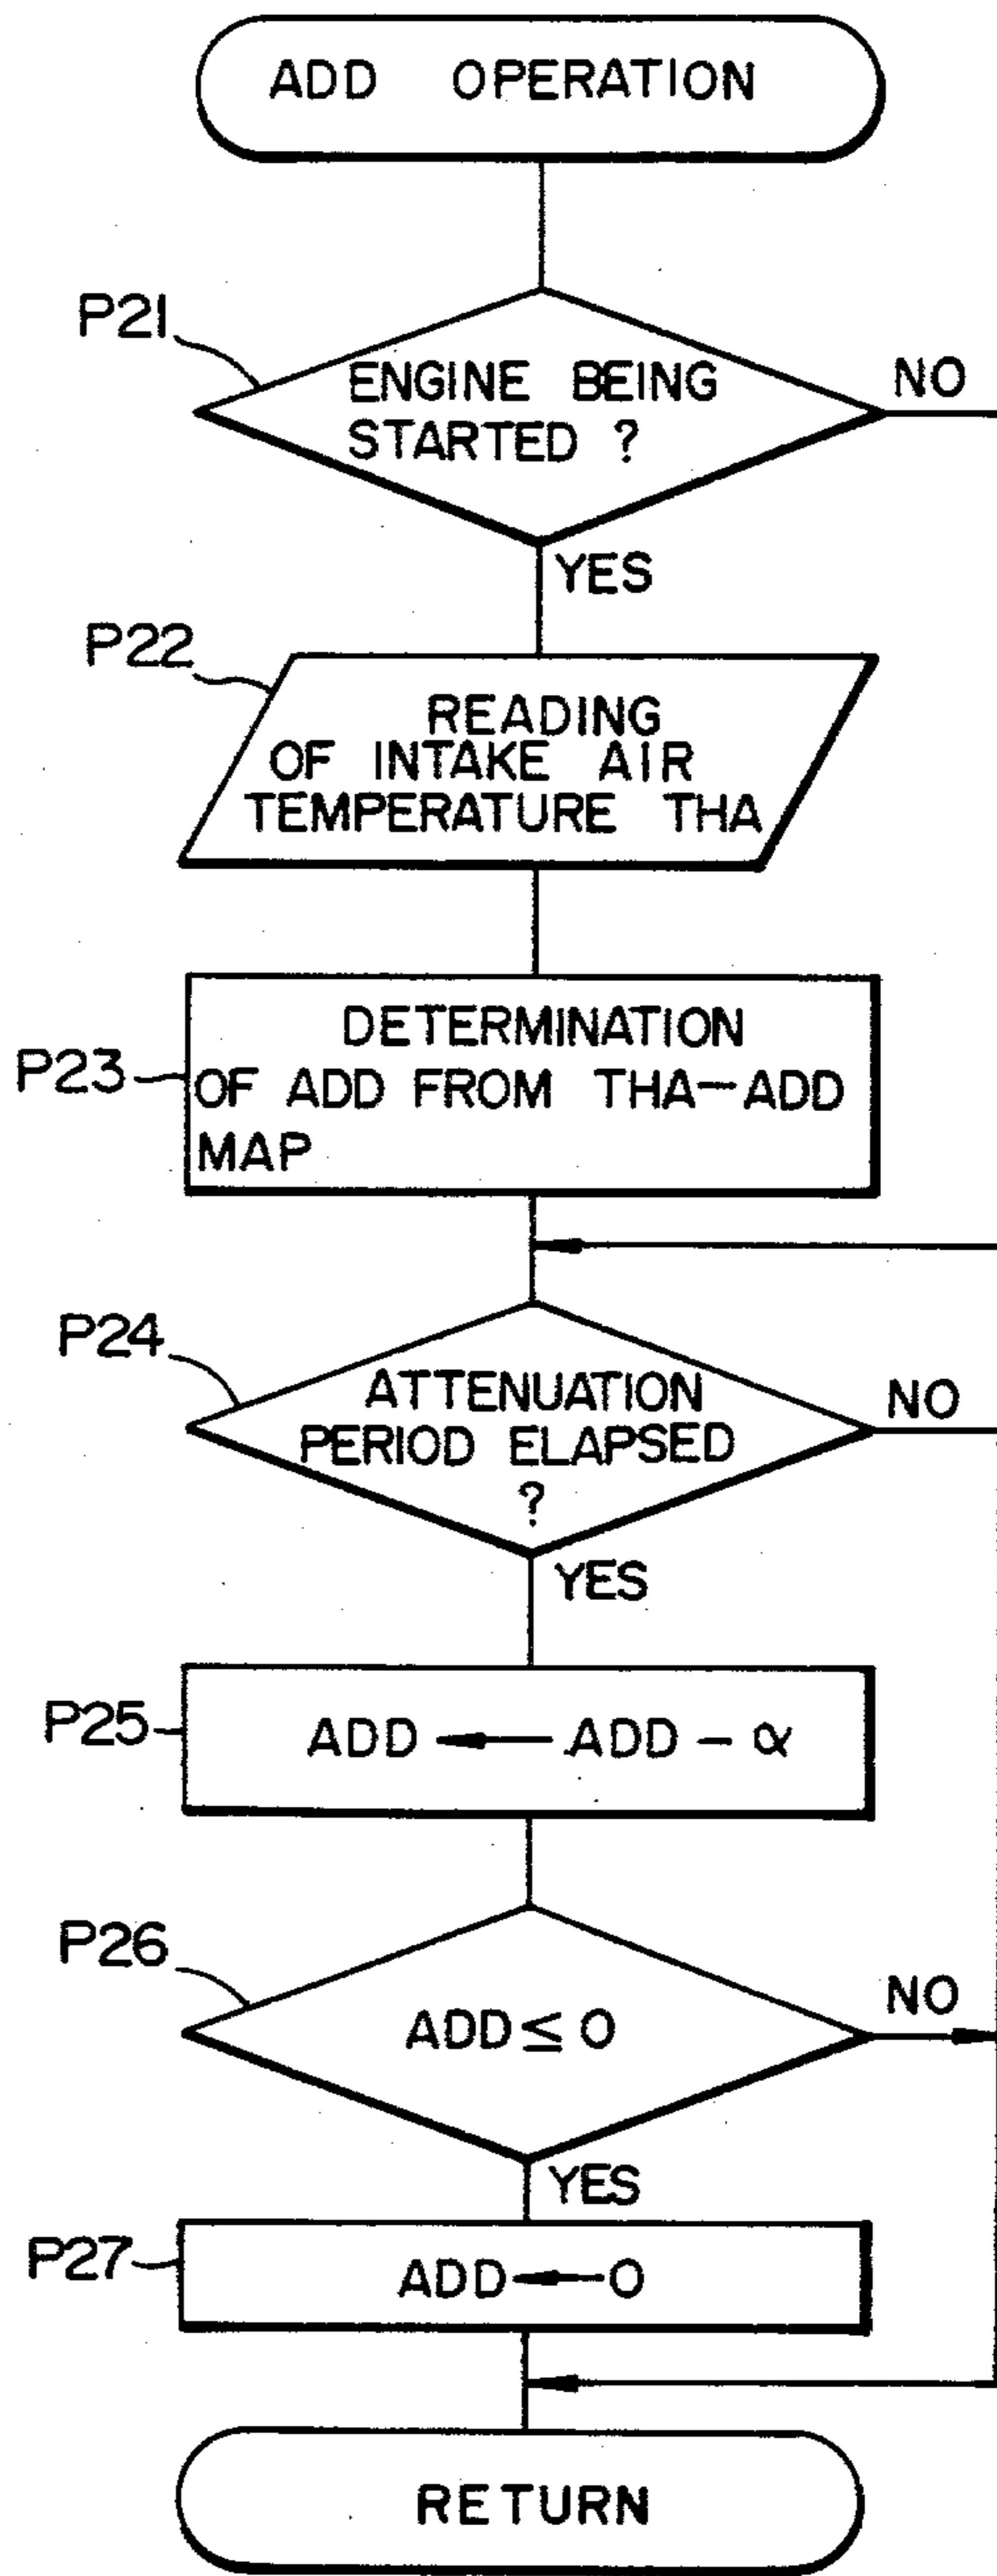 ADD OPERATION
P21
ENGINE BEING
STARTED ?
NO
YES
P22
READING
OF INTAKE AIR
TEMPERATURE THA
P23
DETERMINATION
OF ADD FROM THA-ADD
MAP
P24
ATTENUATION
PERIOD ELAPSED
?
NO
YES
P25
ADD ← ADD - α
P26
ADD ≤ 0
NO
YES
P27
ADD ← 0
RETURN